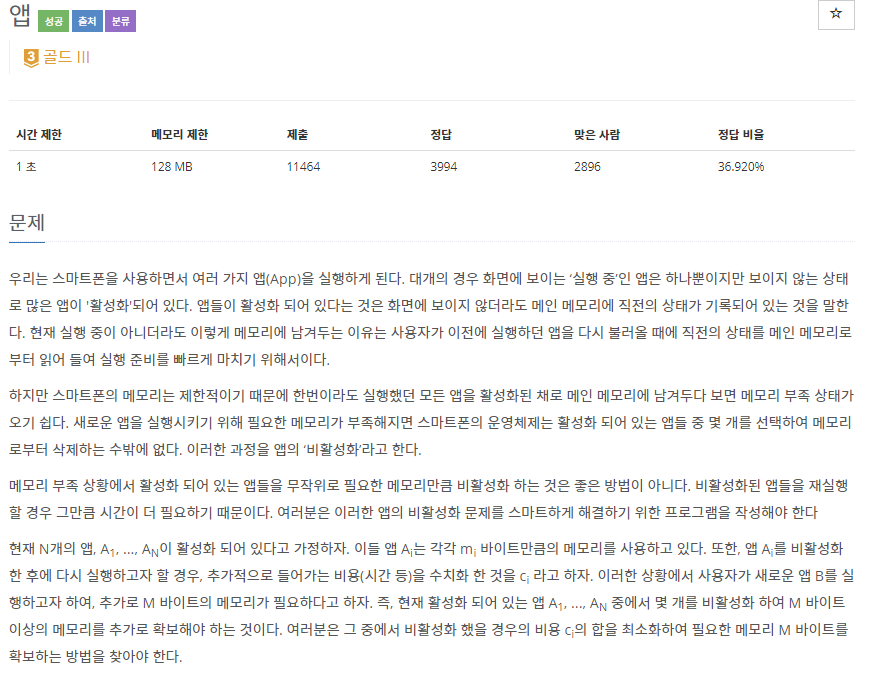 앱 성공 출처 분류
☆
3 골드 III
시간 제한 메모리 제한 제출 정답 맞은 사람 정답 비율
1 초 128 MB 11464 3994 2896 36.920%
문제
우리는 스마트폰을 사용하면서 여러 가지 앱(App)을 실행하게 된다. 대개의 경우 화면에 보이는 ‘실행 중’인 앱은 하나뿐이지만 보이지 않는 상태
로 많은 앱이 '활성화'되어 있다. 앱들이 활성화 되어 있다는 것은 화면에 보이지 않더라도 메인 메모리에 직전의 상태가 기록되어 있는 것을 말한
다. 현재 실행 중이 아니더라도 이렇게 메모리에 남겨두는 이유는 사용자가 이전에 실행하던 앱을 다시 불러올 때에 직전의 상태를 메인 메모리로
부터 읽어 들여 실행 준비를 빠르게 마치기 위해서이다.
하지만 스마트폰의 메모리는 제한적이기 때문에 한번이라도 실행했던 모든 앱을 활성화된 채로 메인 메모리에 남겨두다 보면 메모리 부족 상태가
오기 쉽다. 새로운 앱을 실행시키기 위해 필요한 메모리가 부족해지면 스마트폰의 운영체제는 활성화 되어 있는 앱들 중 몇 개를 선택하여 메모리
로부터 삭제하는 수밖에 없다. 이러한 과정을 앱의 ‘비활성화’라고 한다.
메모리 부족 상황에서 활성화 되어 있는 앱들을 무작위로 필요한 메모리만큼 비활성화 하는 것은 좋은 방법이 아니다. 비활성화된 앱들을 재실행
할 경우 그만큼 시간이 더 필요하기 때문이다. 여러분은 이러한 앱의 비활성화 문제를 스마트하게 해결하기 위한 프로그램을 작성해야 한다
현재 N개의 앱, A1, ..., AN이 활성화 되어 있다고 가정하자. 이들 앱 Ai는 각각 mi 바이트만큼의 메모리를 사용하고 있다. 또한, 앱 Ai를 비활성화
한 후에 다시 실행하고자 할 경우, 추가적으로 들어가는 비용(시간 등)을 수치화 한 것을 ci 라고 하자. 이러한 상황에서 사용자가 새로운 앱 B를 실
행하고자 하여, 추가로 M 바이트의 메모리가 필요하다고 하자. 즉, 현재 활성화 되어 있는 앱 A1, ..., AN 중에서 몇 개를 비활성화 하여 M 바이트
이상의 메모리를 추가로 확보해야 하는 것이다. 여러분은 그 중에서 비활성화 했을 경우의 비용 ci의 합을 최소화하여 필요한 메모리 M 바이트를
확보하는 방법을 찾아야 한다.